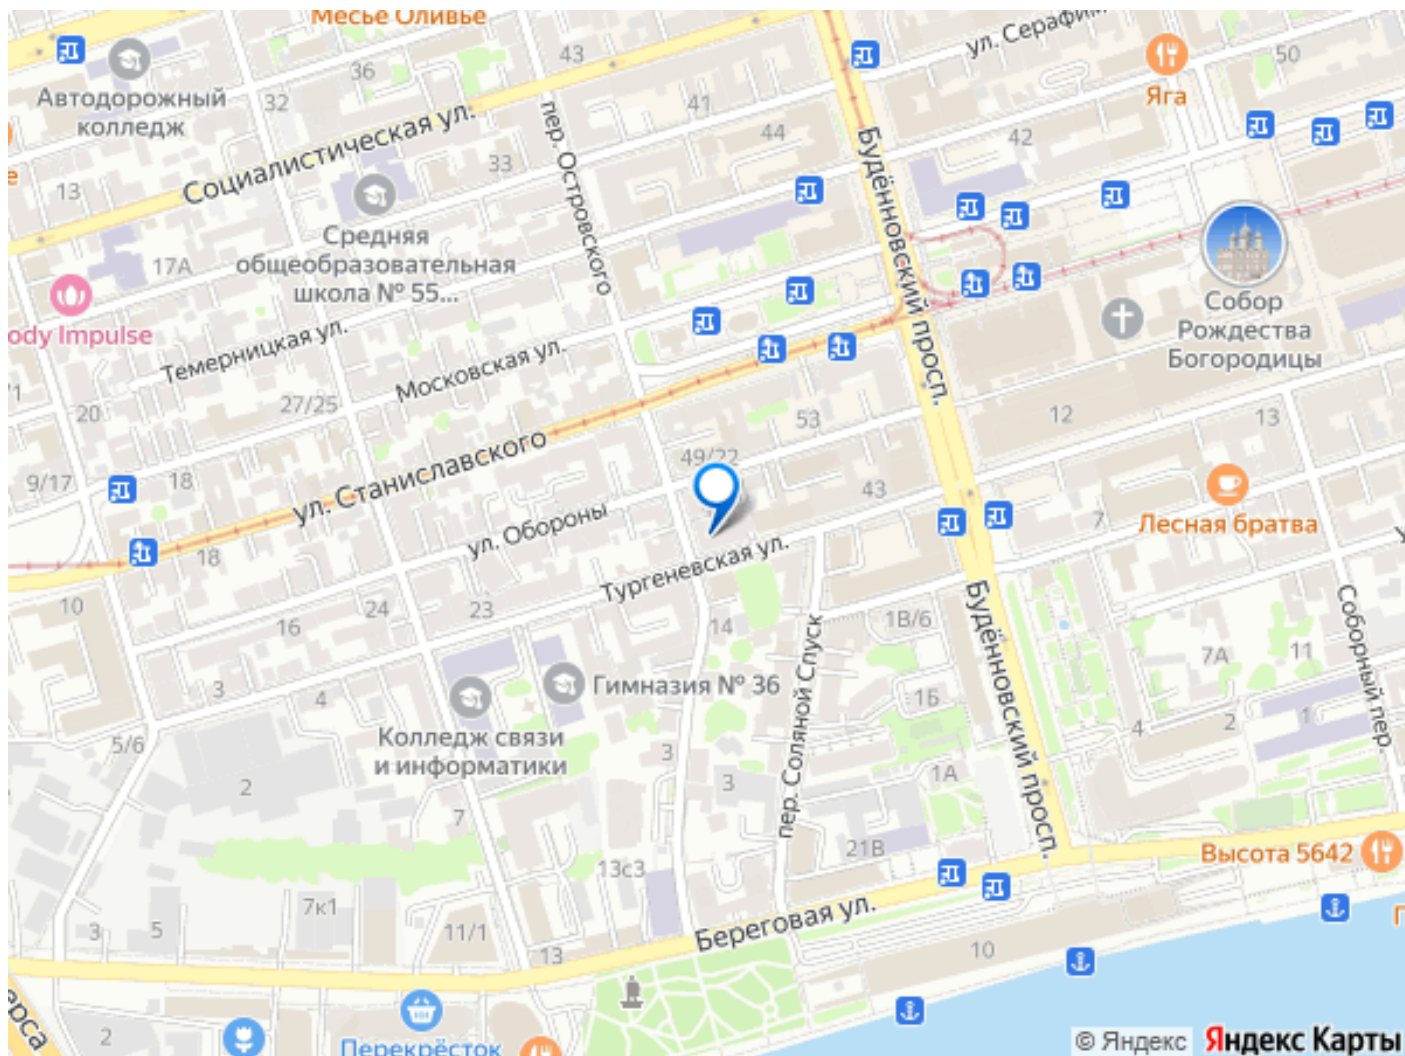 Месье Оливье
ул. Серафим
43
50
36
Автодорожный
колледж
32
41
Яга
44
42
Социалистическая ул.
пер. Островского
33
Будённовский просп.
13
е
Средняя
общеобразовательная
школа № 55...
17А
Собор
Рождества
Богородицы
ody Impulse
Темерницкая ул.
Московская ул.
/1
20
27/25
53
12
13
ул. Станиславского
49/22
9/17
18
43
7
Лесная братва
ул. Обороны
18
Тургеневская ул.
10
24
23
16
14
1В/6
Будённовский просп.
Соборный пер.
пер. Соляной Спуск
7А
11
3
4
Гимназия № 36
1Б
5/6
Колледж связи
и информатики
3
3
4
2
1
2
1А
7
21В
13с3
Высота 5642
7к1
Береговая ул.
3
5
11/1
13
10
ерса
2
Перекрёсток
© Яндекс Яндекс Карты